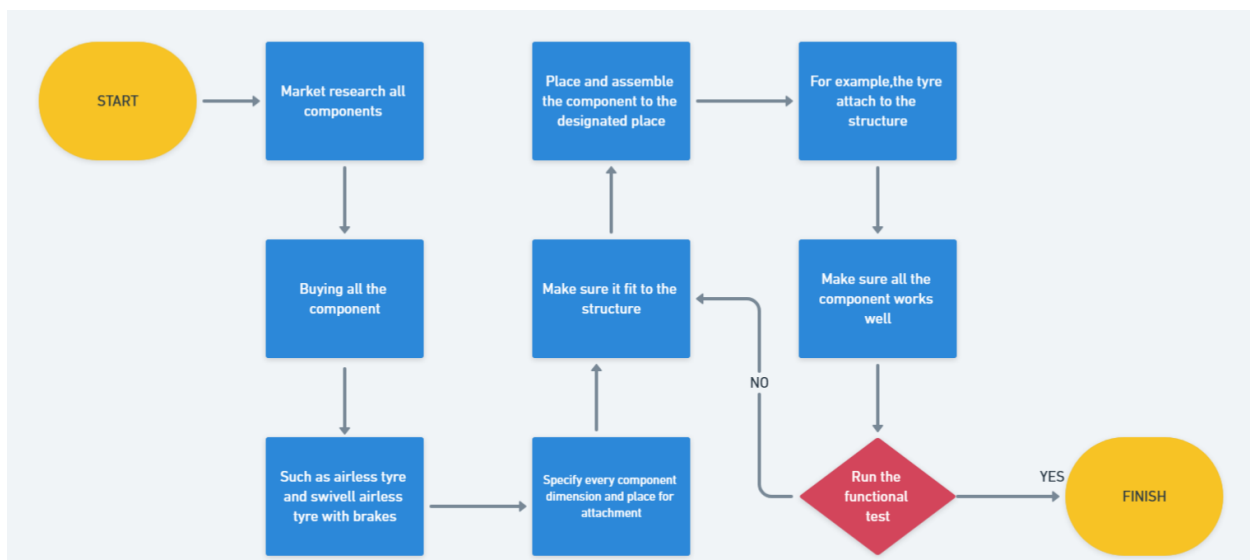 START
Market research all
components
Buying all the
component
Such as airless tyre
and swivell airless
tyre with brakes
Specify every component
dimension and place for
attachment
Make sure it fit to the
structure
Place and assemble
the component to the
designated place
For example,the tyre
attach to the
structure
Make sure all the
component works
well
Run the
functional
test
NO
YES
FINISH